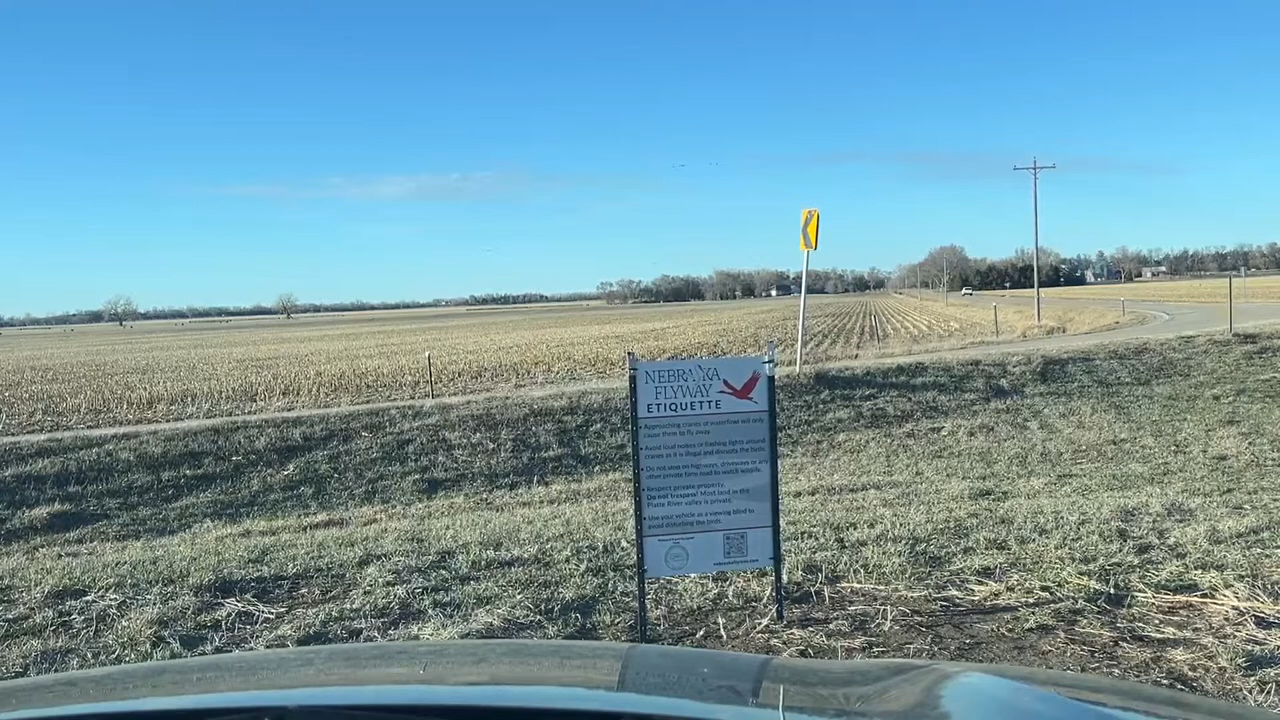 NEBRASKA
FLYWAY
ETIQUETTE
• Approaching cranes or waterfowl will only
cause them to fly away.
• Avoid loud noises or flashing lights around
cranes as it is illegal and disrupts the birds.
• Do not stop on highways, driveways or any
other private farm road to watch wildlife.
• Respect private property.
Do not trespass! Most land in the
Platte River valley is private.
• Use your vehicle as a viewing blind to
avoid disturbing the birds.
nebraskaflyway.com